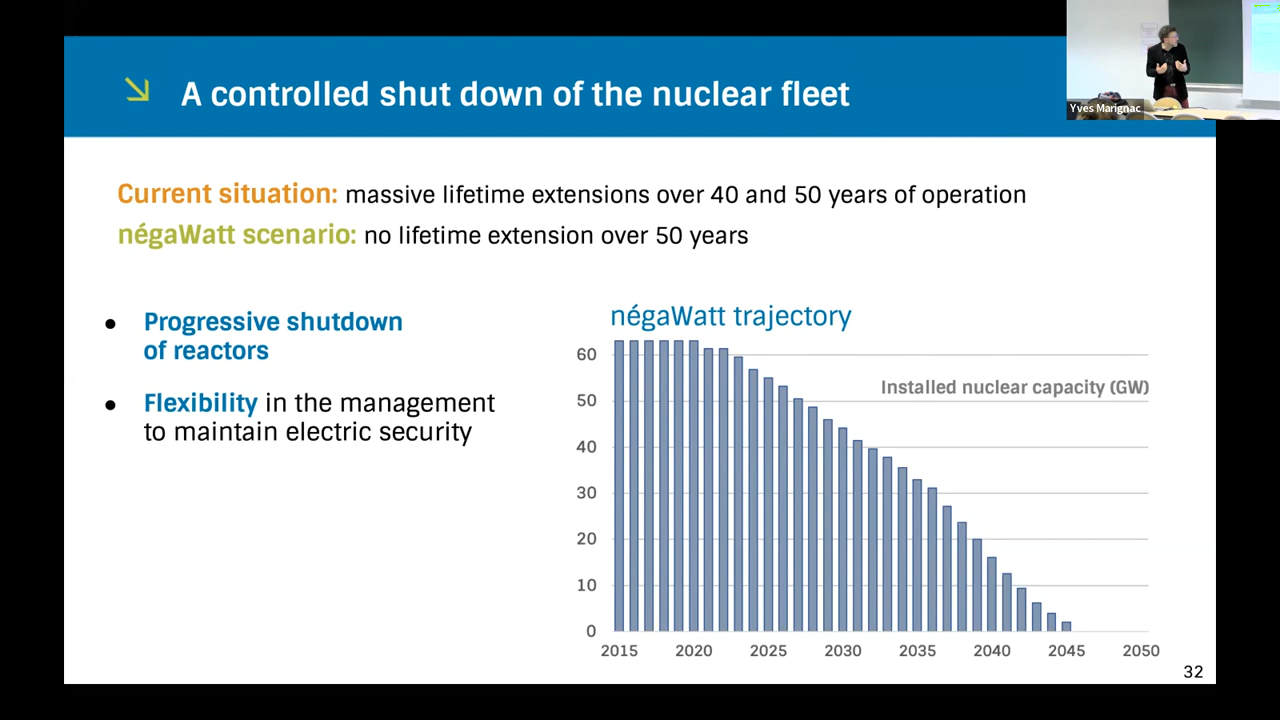 A controlled shut down of the nuclear fleet
Yves Marignac
Current situation: massive lifetime extensions over 40 and 50 years of operation
négaWatt scenario: no lifetime extension over 50 years
● Progressive shutdown
of reactors
● Flexibility in the management
to maintain electric security
négaWatt trajectory
Installed nuclear capacity (GW)
60
50
40
30
20
10
0
2015 2020 2025 2030 2035 2040 2045 2050
32